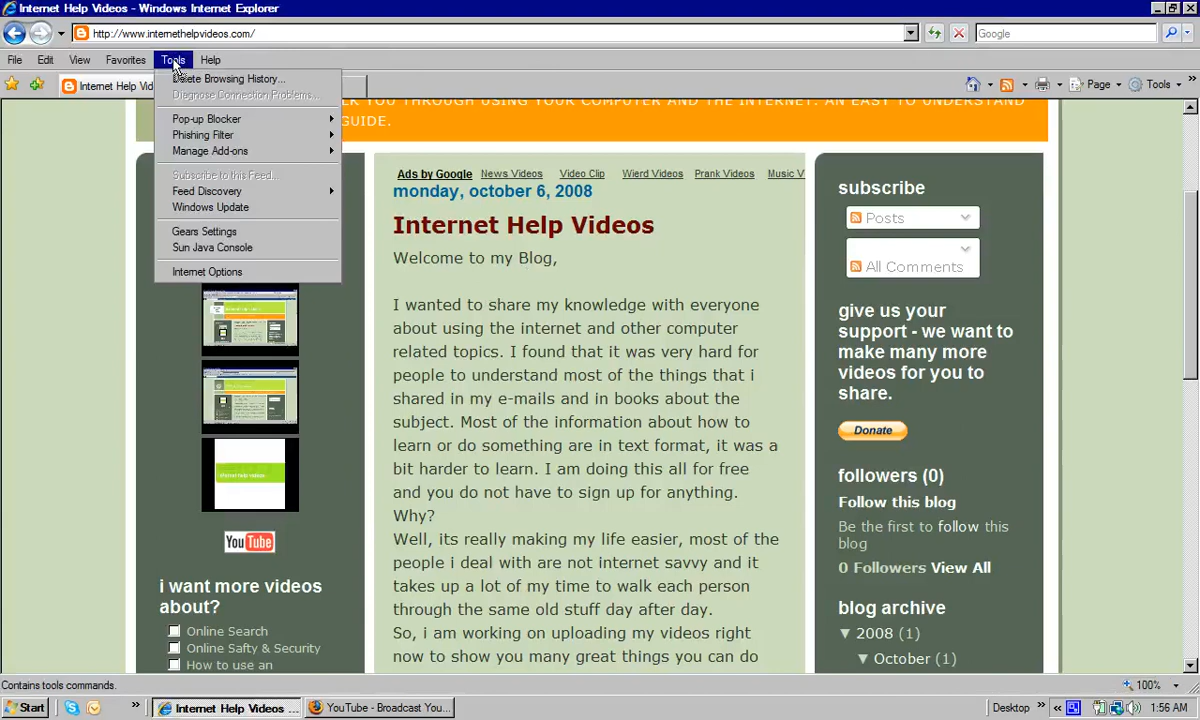 Internet Help Videos - Windows Internet Explorer
http://www.internethelpvideos.com/
Google
File Edit View Favorites Tools Help
Internet Help Vid
Page Tools
Delete Browsing History...
Diagnose Connection Problems...
Pop-up Blocker
Phishing Filter
Manage Add-ons
Subscribe to this Feed...
Feed Discovery
Windows Update
Gears Settings
Sun Java Console
Internet Options
LK YOU THROUGH USING YOUR COMPUTER AND THE INTERNET. AN EASY TO UNDERSTAND
GUIDE.
Ads by Google News Videos Video Clip Wierd Videos Prank Videos Music V
monday, october 6, 2008
Internet Help Videos
Welcome to my Blog,
I wanted to share my knowledge with everyone
about using the internet and other computer
related topics. I found that it was very hard for
people to understand most of the things that i
shared in my e-mails and in books about the
subject. Most of the information about how to
learn or do something are in text format, it was a
bit harder to learn. I am doing this all for free
and you do not have to sign up for anything.
Why?
Well, its really making my life easier, most of the
people i deal with are not internet savvy and it
takes up a lot of my time to walk each person
through the same old stuff day after day.
So, i am working on uploading my videos right
now to show you many great things you can do
YouTube
i want more videos
about?
Online Search
Online Safty & Security
How to use an
subscribe
Posts
All Comments
give us your
support - we want to
make many more
videos for you to
share.
Donate
followers (0)
Follow this blog
Be the first to follow this
blog
0 Followers View All
blog archive
▼ 2008 (1)
▼ October (1)
Contains tools commands.
100%
Start
Internet Help Videos ...
YouTube - Broadcast You...
Desktop
1:56 AM